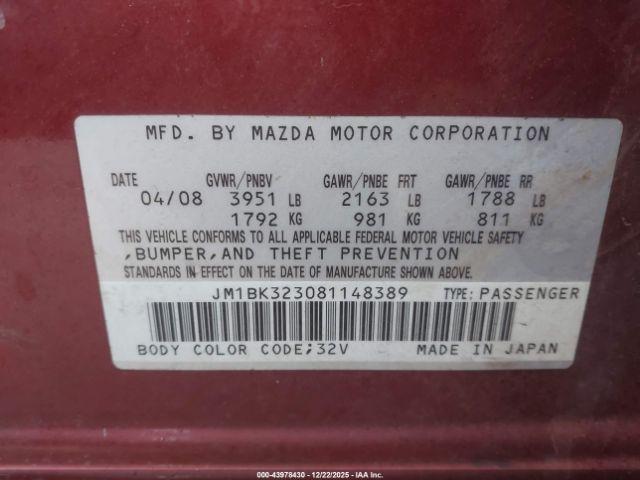 MFD. BY MAZDA MOTOR CORPORATION
DATE GVWR/PNBV GAWR/PNBE FRT GAWR/PNBE RR
04/08 3951 LB 2163 LB 1788 LB
1792 KG 981 KG 811 KG
THIS VEHICLE CONFORMS TO ALL APPLICABLE FEDERAL MOTOR VEHICLE SAFETY
,BUMPER,AND THEFT PREVENTION
STANDARDS IN EFFECT ON THE DATE OF MANUFACTURE SHOWN ABOVE.
JM1BK323081148389 TYPE: PASSENGER
BODY COLOR CODE;32V MADE IN JAPAN
000-43978430 - 12/22/2025 - IAA, Inc.